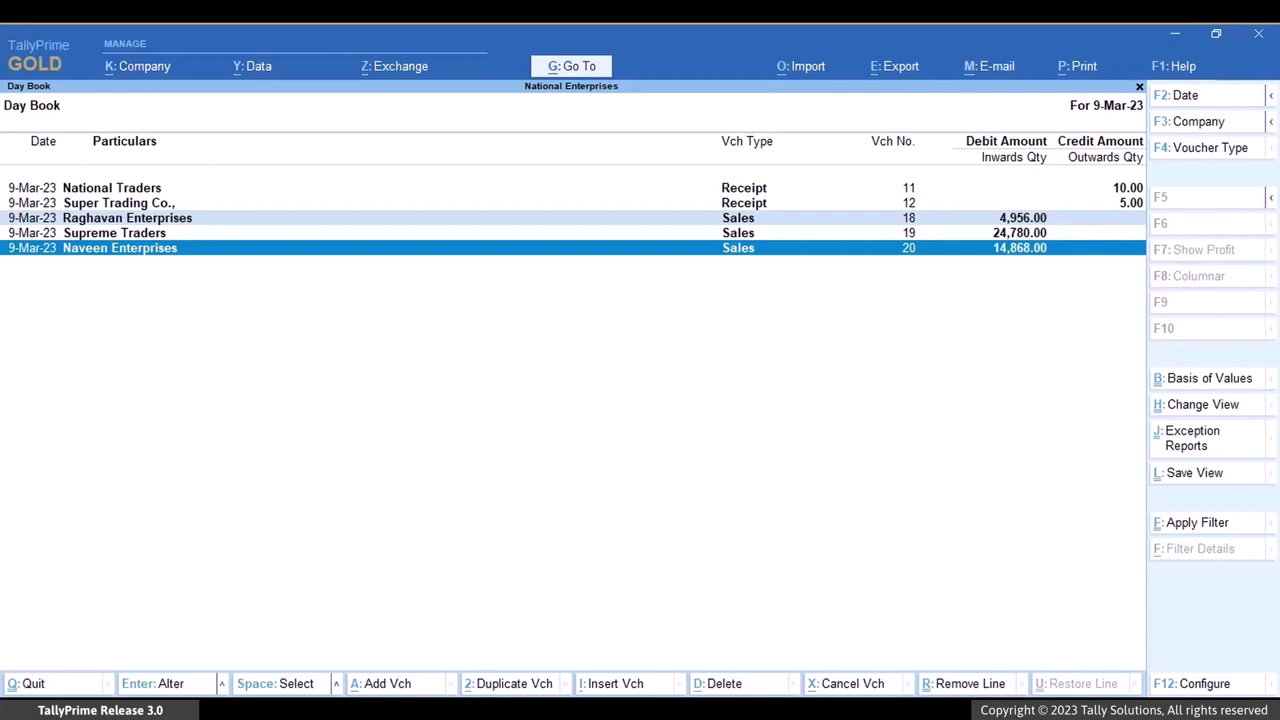 TallyPrime
GOLD
MANAGE
K: Company
Y: Data
Z: Exchange
G: Go To
O: Import
E: Export
M: E-mail
P: Print
F1: Help
Day Book
National Enterprises
Day Book
For 9-Mar-23
Date Particulars Vch Type Vch No. Debit Amount Credit Amount
Inwards Qty Outwards Qty
9-Mar-23 National Traders Receipt 11 10.00
9-Mar-23 Super Trading Co., Receipt 12 5.00
9-Mar-23 Raghavan Enterprises Sales 18 4,956.00
9-Mar-23 Supreme Traders Sales 19 24,780.00
9-Mar-23 Naveen Enterprises Sales 20 14,868.00
F2: Date
F3: Company
F4: Voucher Type
F5
F6
F7: Show Profit
F8: Columnar
F9
F10
B: Basis of Values
H: Change View
J: Exception
Reports
L: Save View
F: Apply Filter
F: Filter Details
Q: Quit
Enter: Alter
Space: Select
A: Add Vch
2: Duplicate Vch
I: Insert Vch
D: Delete
X: Cancel Vch
R: Remove Line
U: Restore Line
F12: Configure
TallyPrime Release 3.0
Copyright © 2023 Tally Solutions, All rights reserved